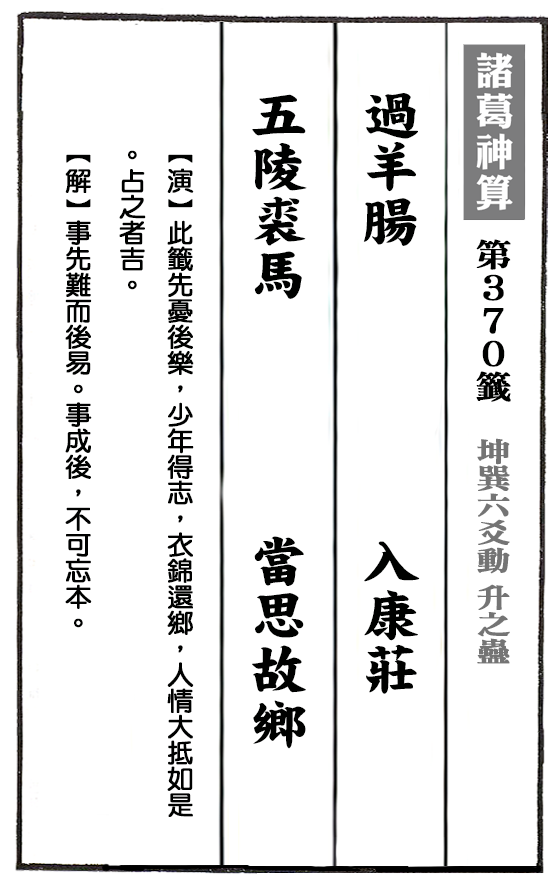 諸葛神算 第370籤 坤巽六爻動 升之蠱
過羊腸 入康莊
五陵裘馬 當思故鄉
【演】此籤先憂後樂，少年得志，衣錦還鄉，人情大抵如是
。占之者吉。
【解】事先難而後易。事成後，不可忘本。